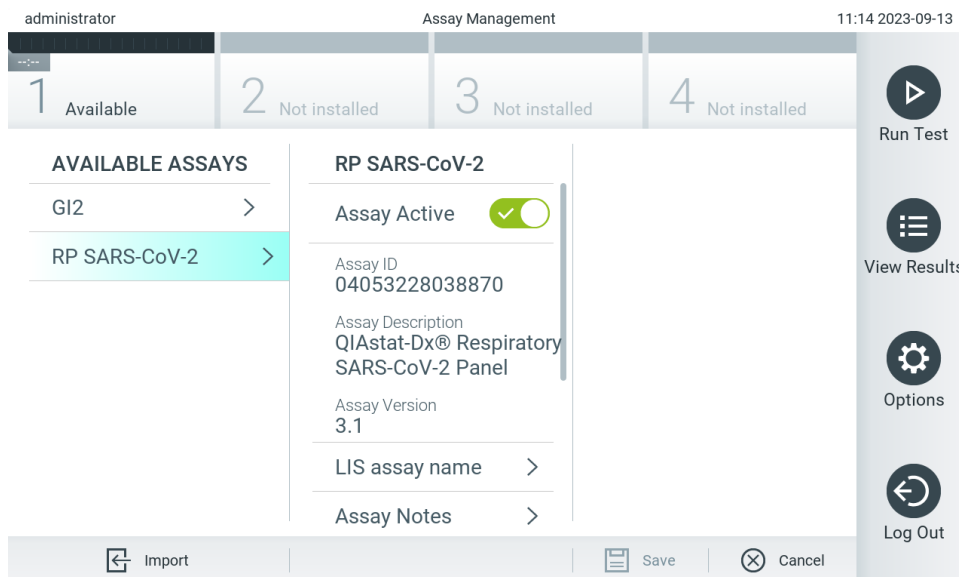 administrator
Assay Management
11:14 2023-09-13
--:--
1 Available
2 Not installed
3 Not installed
4 Not installed
Run Test
View Results
Options
Log Out
AVAILABLE ASSAYS
GI2
RP SARS-CoV-2
RP SARS-CoV-2
Assay Active
Assay ID
04053228038870
Assay Description
QIAstat-Dx® Respiratory
SARS-CoV-2 Panel
Assay Version
3.1
LIS assay name
Assay Notes
Import
Save
Cancel